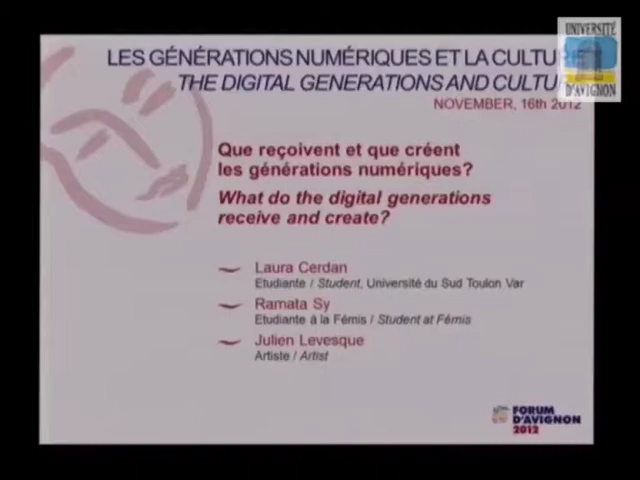 UNIVERSITÉ
D'AVIGNON
LES GÉNÉRATIONS NUMÉRIQUES ET LA
THE DIGITAL GENERATIONS AND
NOVEMBER, 16th 2012
Que reçoivent et que créent
les générations numériques?
What do the digital generations
receive and create?
Laura Cerdan
Etudiante / Student, Université du Sud Toulon Var
Ramata Sy
Etudiante à la Fémis / Student at Fémis
Julien Levesque
Artiste / Artist
FORUM
D'AVIGNON
2012